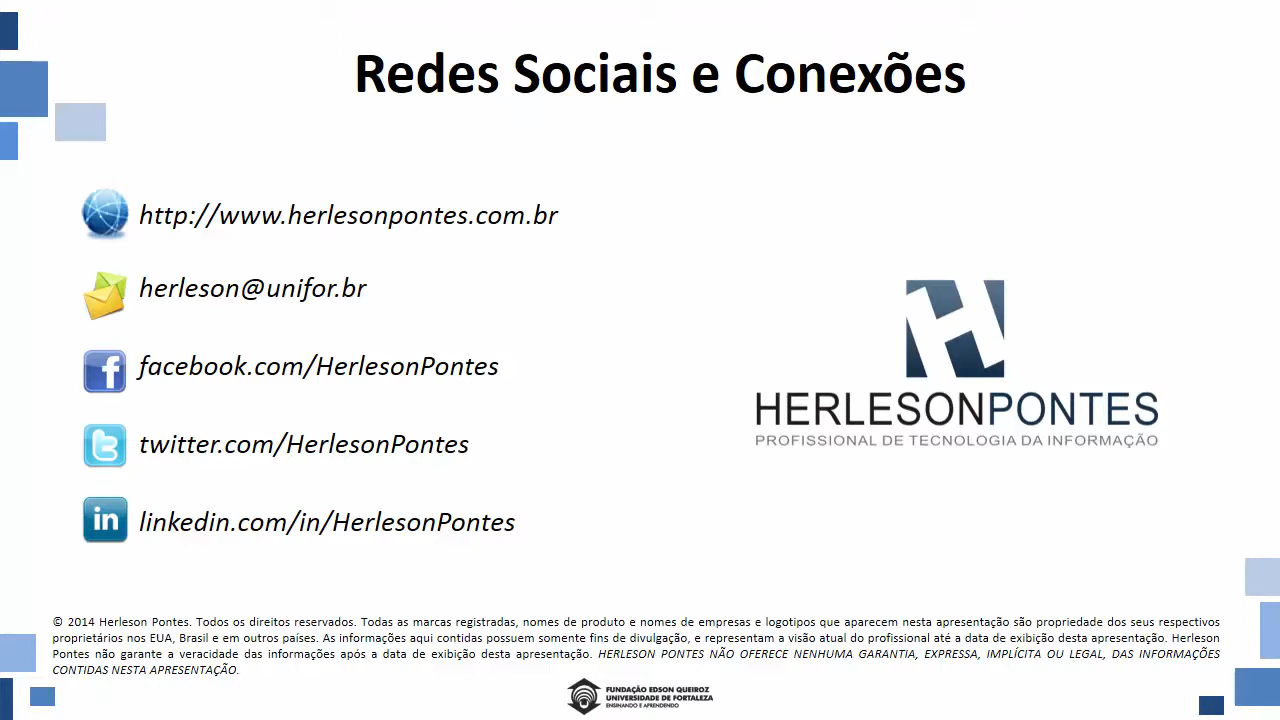 Redes Sociais e Conexões
http://www.herlesonpontes.com.br
herleson@unifor.br
facebook.com/HerlesonPontes
twitter.com/HerlesonPontes
linkedin.com/in/HerlesonPontes
HERLESONPONTES
PROFISSIONAL DE TECNOLOGIA DA INFORMAÇÃO
© 2014 Herleson Pontes. Todos os direitos reservados. Todas as marcas registradas, nomes de produto e nomes de empresas e logotipos que aparecem nesta apresentação são propriedade dos seus respectivos
proprietários nos EUA, Brasil e em outros países. As informações aqui contidas possuem somente fins de divulgação, e representam a visão atual do profissional até a data de exibição desta apresentação. Herleson
Pontes não garante a veracidade das informações após a data de exibição desta apresentação. HERLESON PONTES NÃO OFERECE NENHUMA GARANTIA, EXPRESSA, IMPLÍCITA OU LEGAL, DAS INFORMAÇÕES
CONTIDAS NESTA APRESENTAÇÃO.
FUNDAÇÃO EDSON QUEIROZ
UNIVERSIDADE DE FORTALEZA
ENSINANDO E APRENDENDO